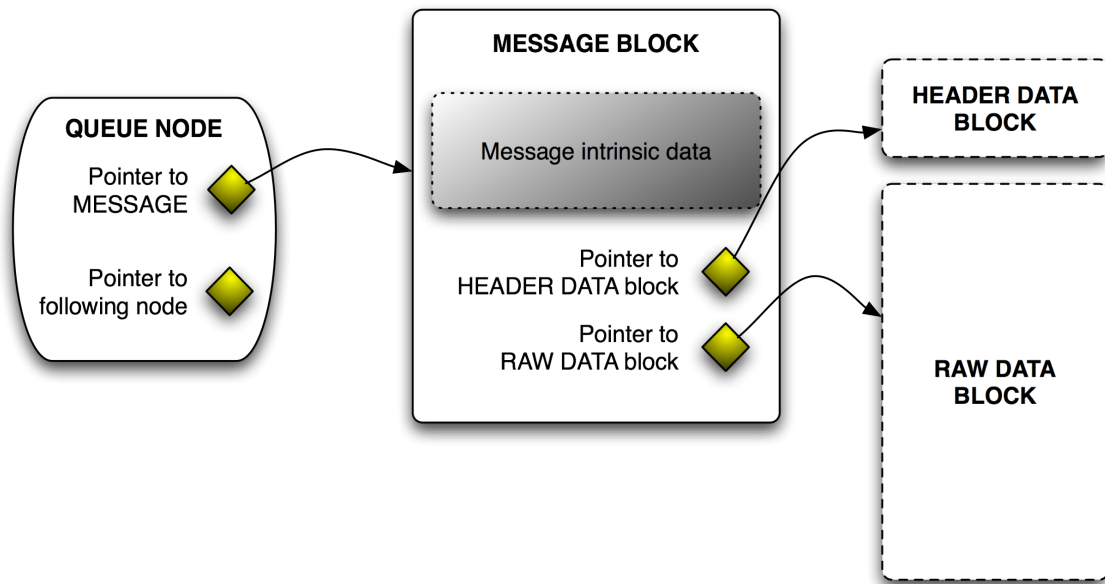 QUEUE NODE
Pointer to
MESSAGE
Pointer to
following node
MESSAGE BLOCK
Message intrinsic data
Pointer to
HEADER DATA block
Pointer to
RAW DATA block
HEADER DATA
BLOCK
RAW DATA
BLOCK